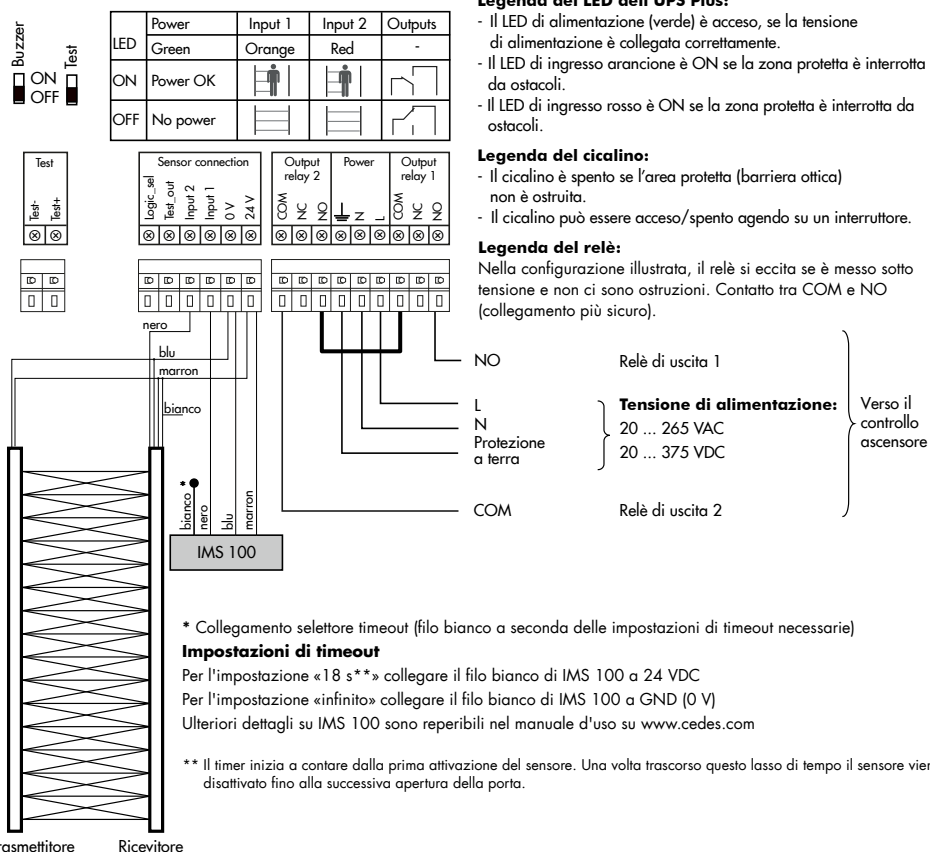 Legenda del LED dell'UPS Plus:
- Il LED di alimentazione (verde) è acceso, se la tensione
di alimentazione è collegata correttamente.
- Il LED di ingresso arancione è ON se la zona protetta è interrotta
da ostacoli.
- Il LED di ingresso rosso è ON se la zona protetta è interrotta da
ostacoli.
Legenda del cicalino:
- Il cicalino è spento se l'area protetta (barriera ottica)
non è ostruita.
- Il cicalino può essere acceso/spento agendo su un interruttore.
Legenda del relè:
Nella configurazione illustrata, il relè si eccita se è messo sotto
tensione e non ci sono ostruzioni. Contatto tra COM e NO
(collegamento più sicuro).
Buzzer
ON
OFF
Test
LED Power Input 1 Input 2 Outputs
Green Orange Red -
ON Power OK
OFF No power
Test
Test-
Test+
Sensor connection
Logic_sel
Test_out
Input 2
Input 1
0 V
24 V
Output
relay 2
Power
Output
relay 1
COM
NC
NO
N
L
COM
NC
NO
nero
blu
marron
bianco
*
bianco
nero
blu
marron
IMS 100
NO Relè di uscita 1
L
N
Protezione
a terra
Tensione di alimentazione:
20 ... 265 VAC
20 ... 375 VDC
COM Relè di uscita 2
Verso il
controllo
ascensore
* Collegamento selettore timeout (filo bianco a seconda delle impostazioni di timeout necessarie)
Impostazioni di timeout
Per l'impostazione «18 s**» collegare il filo bianco di IMS 100 a 24 VDC
Per l'impostazione «infinito» collegare il filo bianco di IMS 100 a GND (0 V)
Ulteriori dettagli su IMS 100 sono reperibili nel manuale d'uso su www.cedes.com
** Il timer inizia a contare dalla prima attivazione del sensore. Una volta trascorso questo lasso di tempo il sensore vien
disattivato fino alla successiva apertura della porta.
rasmettitore Ricevitore